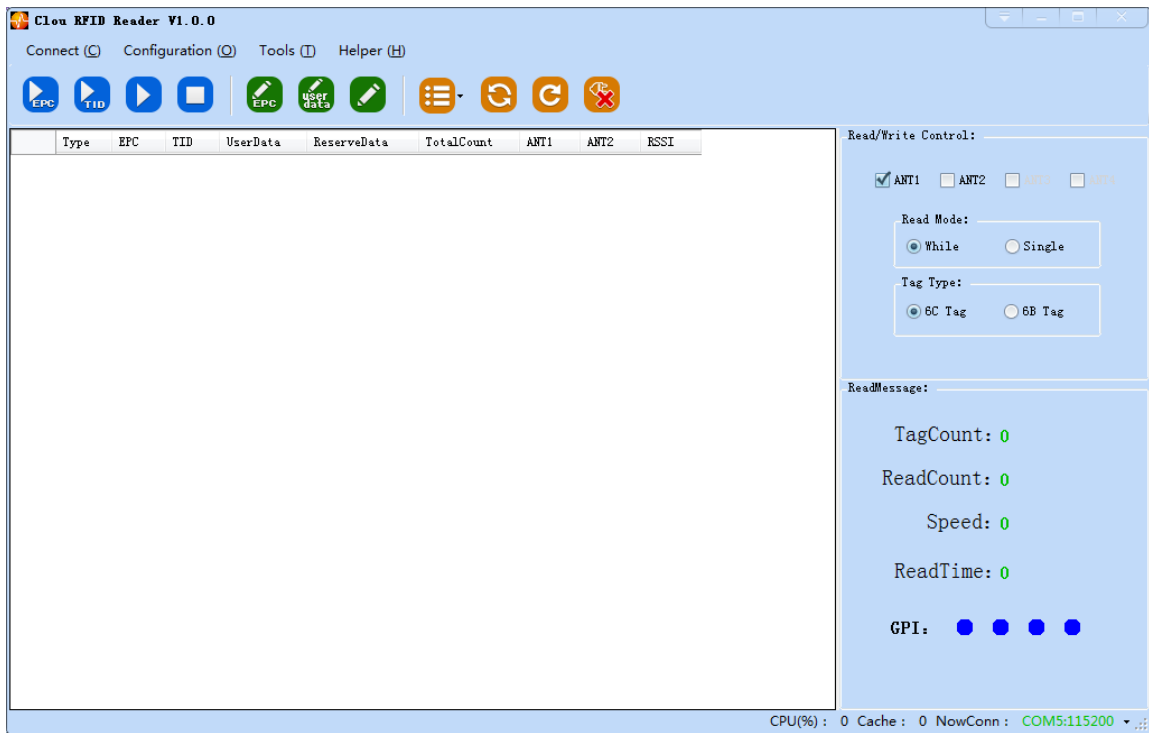 Clou RFID Reader V1.0.0
Connect (C) Configuration (O) Tools (T) Helper (H)
EPC TID EPC user data
Type EPC TID UserData ReserveData TotalCount ANT1 ANT2 RSSI
Read/Write Control:
ANT1 ANT2
Read Mode:
While Single
Tag Type:
6C Tag 6B Tag
ReadMessage:
TagCount: 0
ReadCount: 0
Speed: 0
ReadTime: 0
GPI:
CPU(%) : 0 Cache : 0 NowConn : COM5:115200